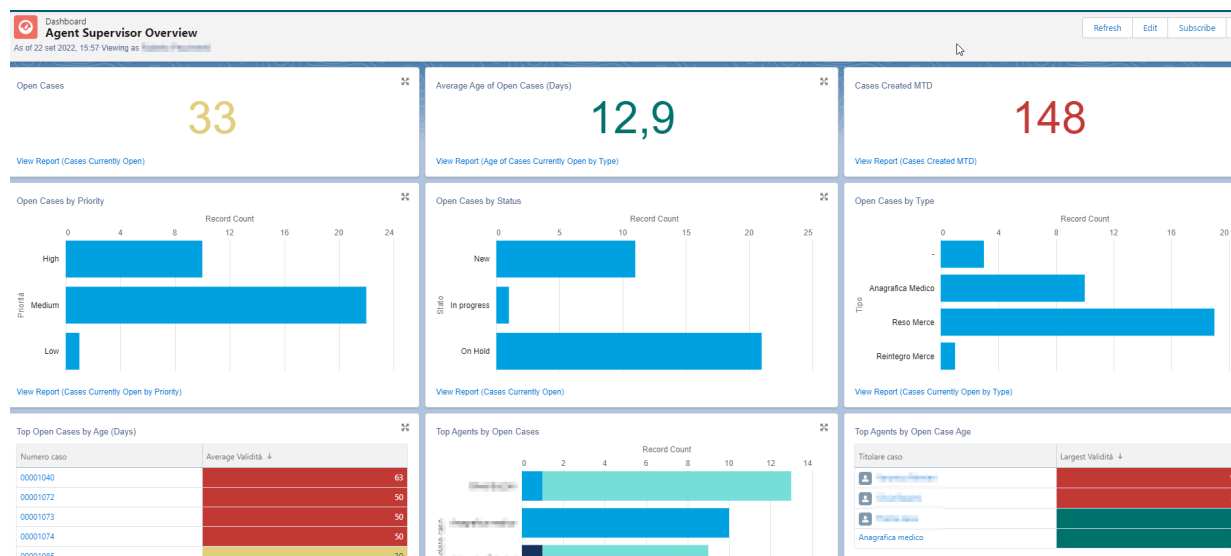 Dashboard
Agent Supervisor Overview
As of 22 set 2022, 15:57 Viewing as
Refresh Edit Subscribe
Open Cases
33
View Report (Cases Currently Open)
Average Age of Open Cases (Days)
12,9
View Report (Age of Cases Currently Open by Type)
Cases Created MTD
148
View Report (Cases Created MTD)
Open Cases by Priority
Record Count
0 4 8 12 16 20 24
Priorità
High
Medium
Low
View Report (Cases Currently Open by Priority)
Open Cases by Status
Record Count
0 5 10 15 20 25
Stato
New
In progress
On Hold
View Report (Cases Currently Open)
Open Cases by Type
Record Count
0 4 8 12 16 20
Tipo
-
Anagrafica Medico
Reso Merce
Reintegro Merce
View Report (Cases Currently Open by Type)
Top Open Cases by Age (Days)
Numero caso Average Validità ↓
00001040 63
00001072 50
00001073 50
00001074 50
Top Agents by Open Cases
Record Count
0 2 4 6 8 10 12 14
Top Agents by Open Case Age
Titolare caso Largest Validità ↓
Anagrafica medico